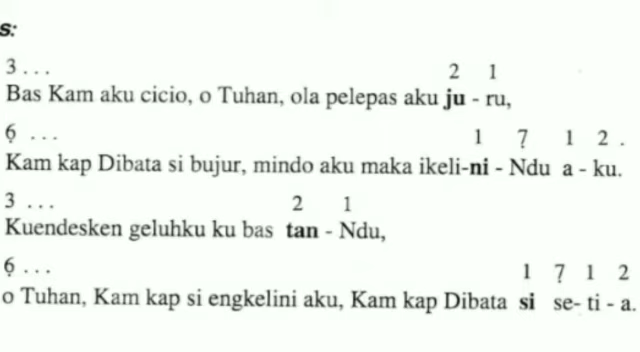 s:
3 . . . 2 1
Bas Kam aku cicio, o Tuhan, ola pelepas aku ju - ru,
6̣ . . . 1 7̣ 1 2 .
Kam kap Dibata si bujur, mindo aku maka ikeli-ni - Ndu a - ku.
3 . . . 2 1
Kuendesken geluhku ku bas tan - Ndu,
6̣ . . . 1 7̣ 1 2
o Tuhan, Kam kap si engkelini aku, Kam kap Dibata si se- ti - a.